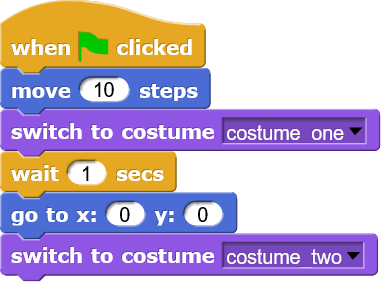 when clicked
move 10 steps
switch to costume costume_one
wait 1 secs
go to x: 0 y: 0
switch to costume costume_two